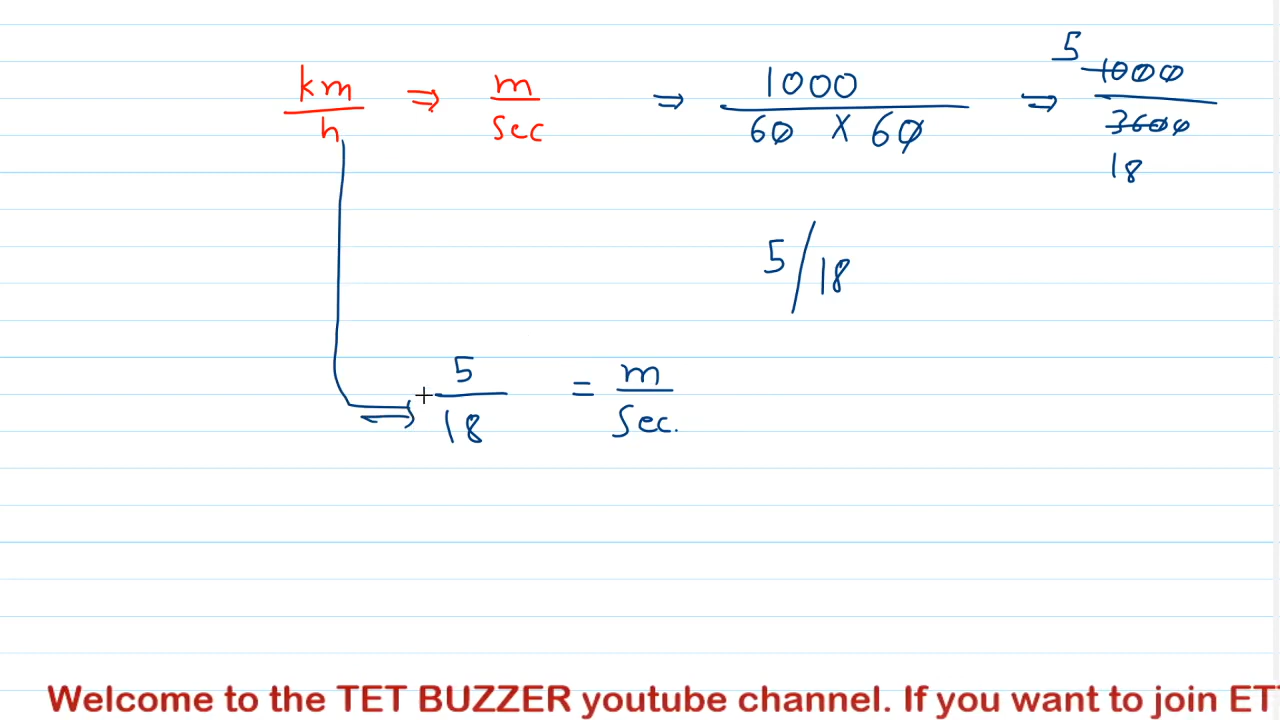 km/h ⇒ m/sec ⇒ 1000/60 X 60 ⇒ 5 1000/3600 18
5/18
5/18 = m/sec.
Welcome to the TET BUZZER youtube channel. If you want to join ET